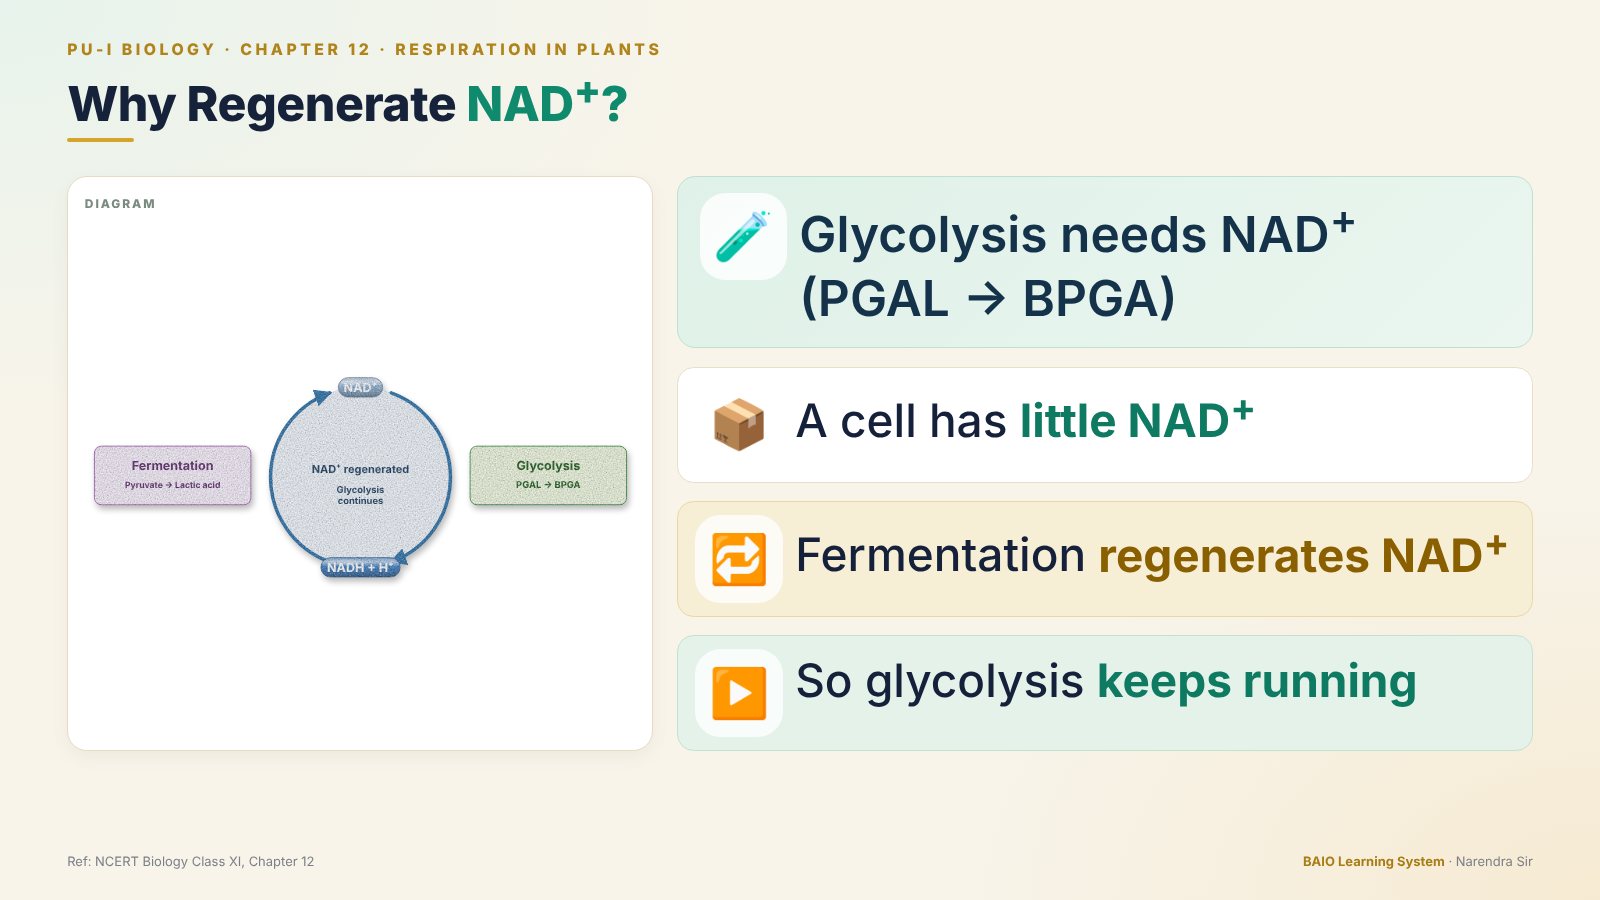 PU-I BIOLOGY · CHAPTER 12 · RESPIRATION IN PLANTS
Why Regenerate NAD⁺?
DIAGRAM
NAD⁺
Fermentation
Pyruvate → Lactic acid
NAD⁺ regenerated
Glycolysis
continues
Glycolysis
PGAL → BPGA
NADH + H⁺
Glycolysis needs NAD⁺
(PGAL → BPGA)
A cell has little NAD⁺
Fermentation regenerates NAD⁺
So glycolysis keeps running
Ref: NCERT Biology Class XI, Chapter 12
BAIO Learning System · Narendra Sir